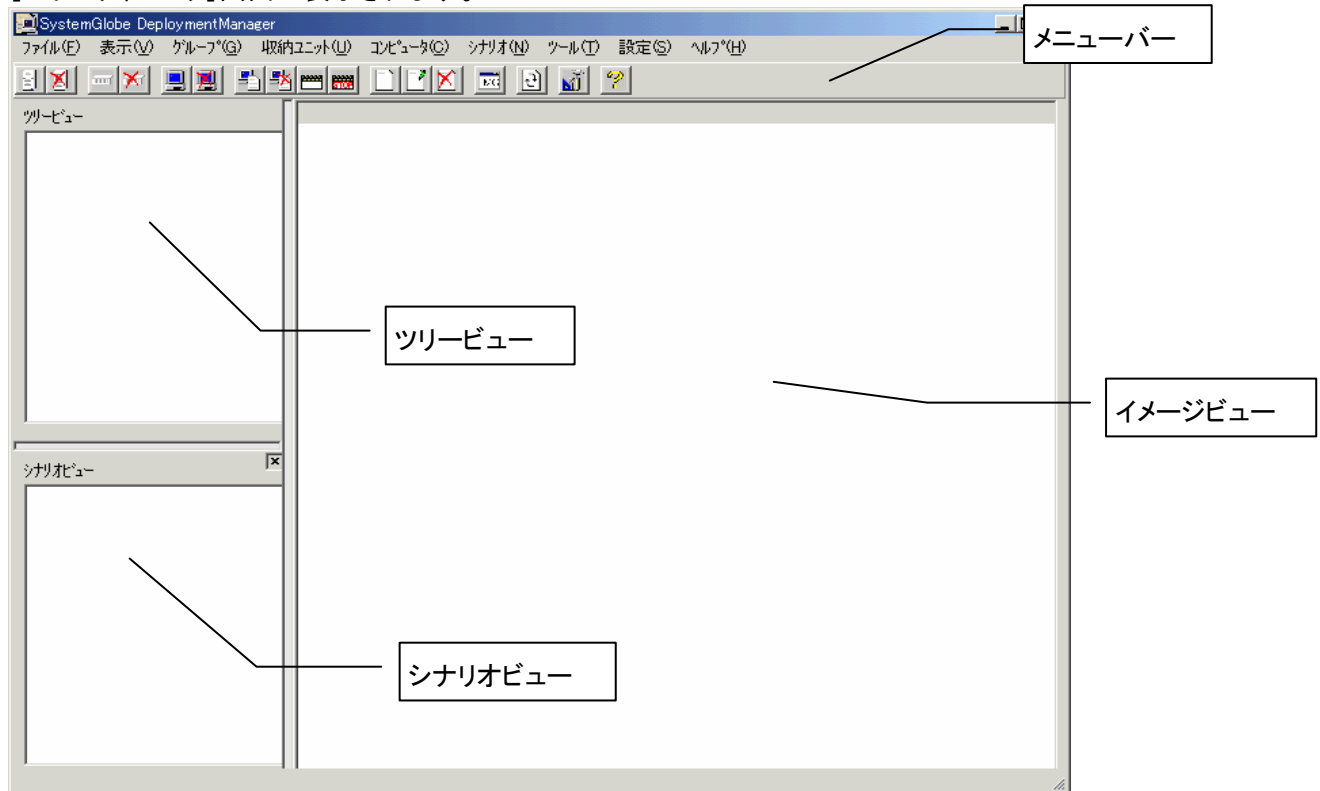 SystemGlobe DeploymentManager
メニューバー
ファイル(F) 表示(V) グループ(G) 収納ユニット(U) コンピュータ(C) シナリオ(N) ツール(T) 設定(S) ヘルプ(H)
ツリービュー
ツリービュー
イメージビュー
シナリオビュー
シナリオビュー